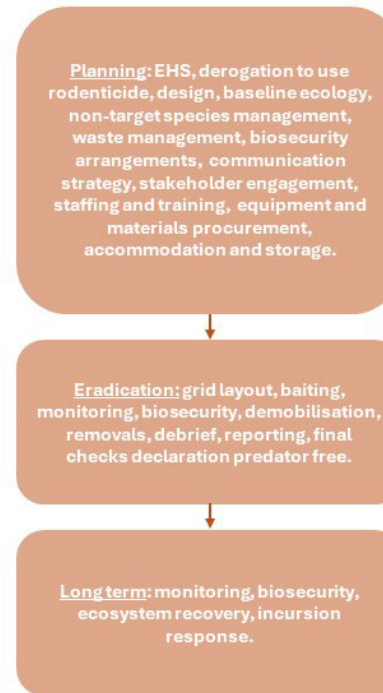 Planning: EHS, derogation to use
rodenticide, design, baseline ecology,
non-target species management,
waste management, biosecurity
arrangements, communication
strategy, stakeholder engagement,
staffing and training, equipment and
materials procurement,
accommodation and storage.
Eradication: grid layout, baiting,
monitoring, biosecurity, demobilisation,
removals, debrief, reporting, final
checks declaration predator free.
Long term: monitoring, biosecurity,
ecosystem recovery, incursion
response.